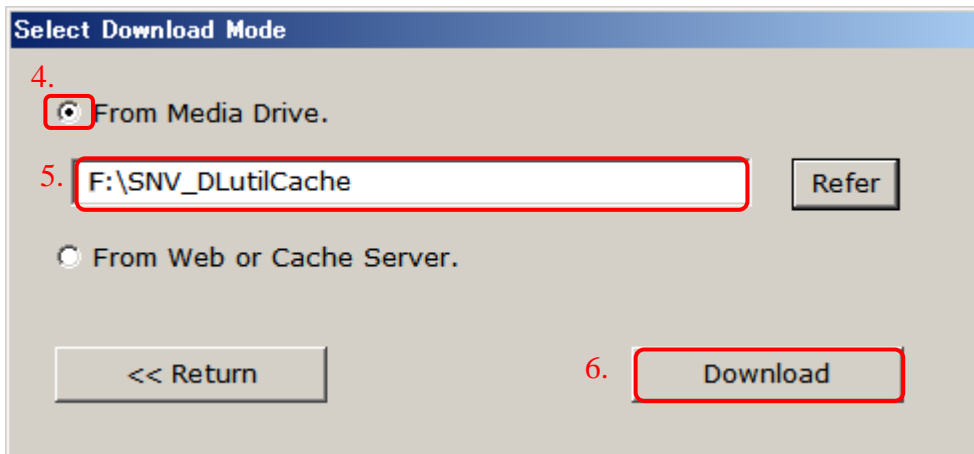 Select Download Mode
4.
From Media Drive.
5. F:\SNV_DLutilCache Refer
From Web or Cache Server.
<< Return 6. Download